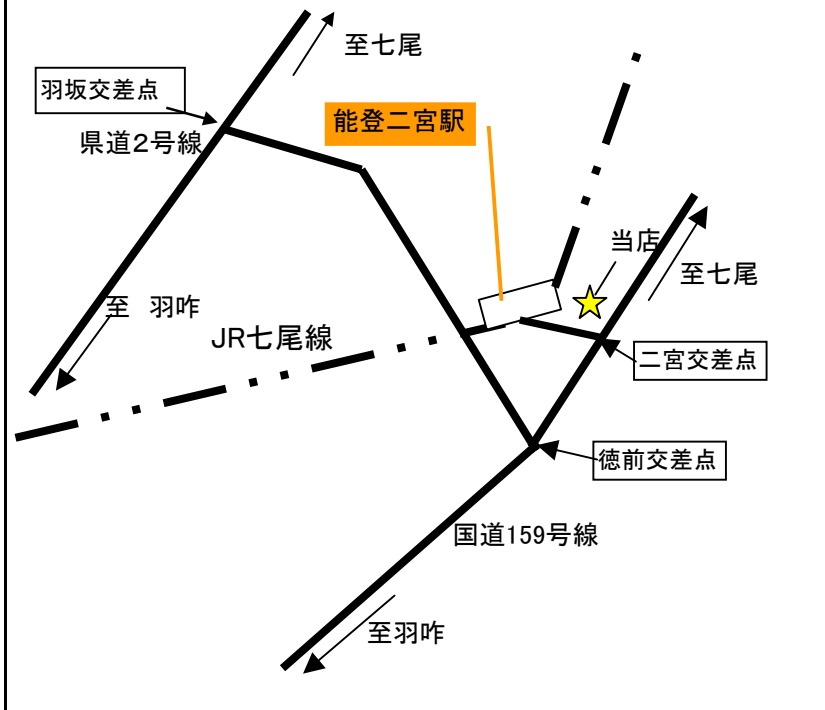 至七尾
羽坂交差点
能登二宮駅
県道２号線
当店
至七尾
至　羽咋
JR七尾線
二宮交差点
徳前交差点
国道159号線
至羽咋